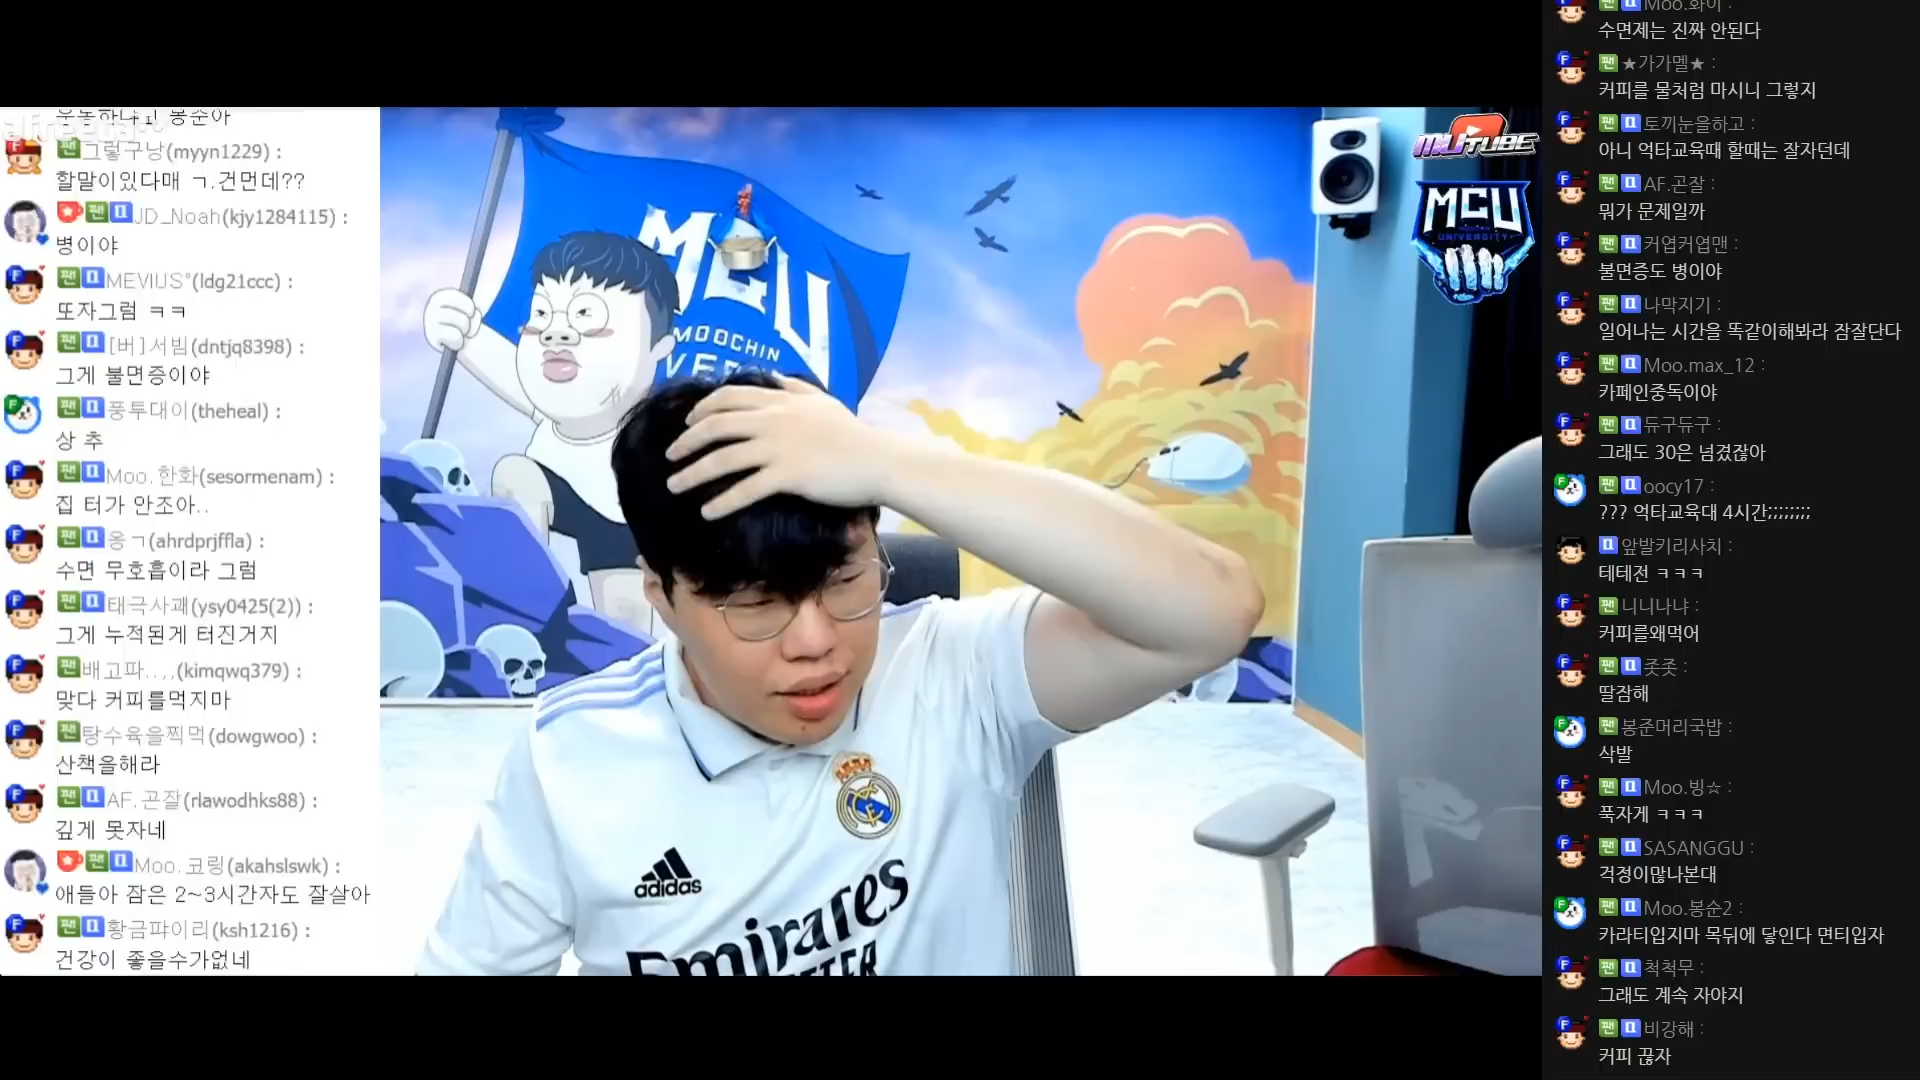 봉순아
그렇구낭(myyn1229) :
할말이있다매 ㄱ.건먼데??
JD_Noah(kjy1284115) :
병이야
MEVIUS°(ldg21ccc) :
또자그럼 ㅋㅋ
[버]서빔(dntjq8398) :
그게 불면증이야
풍투대이(theheal) :
상 추
Moo.한화(sesormenam) :
집 터가 안조아..
옹ㄱ(ahrdprjffla) :
수면 무호흡이라 그럼
태극사괘(ysy0425(2)) :
그게 누적된게 터진거지
배고파..,,(kimqwq379) :
맞다 커피를먹지마
탕수육을찍먹(dowgwoo) :
산책을해라
AF.곤잘(rlawodhks88) :
깊게 못자네
Moo.코링(akahslswk) :
얘들아 잠은 2~3시간자도 잘살아
황금퍄이리(ksh1216) :
건강이 좋을수가없네
MCU
MOOCHIN
adidas
Emirates
MUTUBE
MCU
UNIVERSITY
Moo.화이 :
수면제는 진짜 안된다
★가가멜★ :
커피를 물처럼 마시니 그렇지
토끼눈을하고 :
아니 억타교육때 할때는 잘자던데
AF.곤잘 :
뭐가 문제일까
커엽커엽맨 :
불면증도 병이야
나막지기 :
일어나는 시간을 똑같이해봐라 잠잘단다
Moo.max_12 :
카페인중독이야
듀구듀구 :
그래도 30은 넘겼잖아
oocy17 :
??? 억타교육대 4시간;;;;;;;;
앞발키리사치 :
테테전 ㅋㅋㅋ
니니나냐 :
커피를왜먹어
죳죳 :
딸잠해
봉준머리국밥 :
삭발
Moo.빙☆ :
푹자게 ㅋㅋㅋ
SASANGGU :
걱정이많나본대
Moo.봉순2 :
카라티입지마 목뒤에 닿인다 면티입자
척척무 :
그래도 계속 자야지
비강해 :
커피 끊자